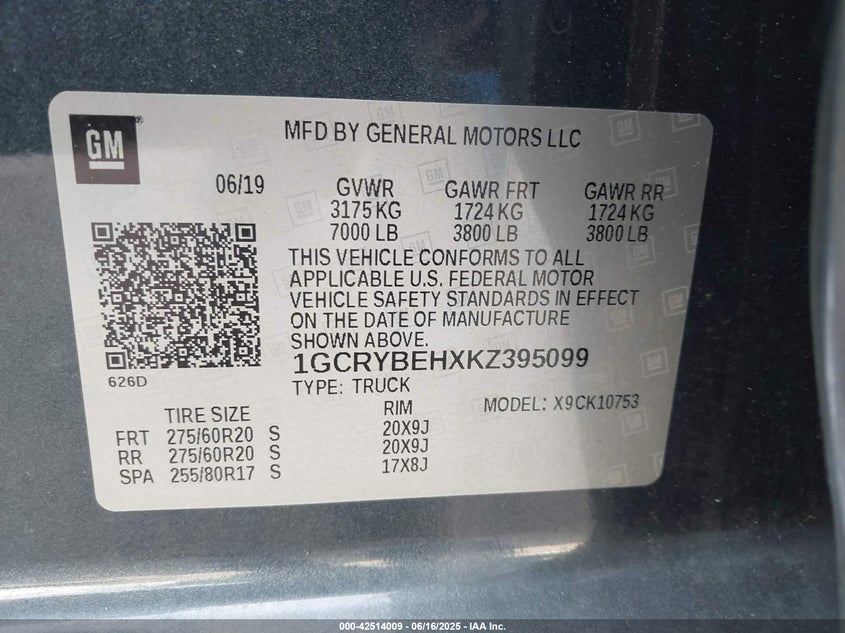 GM
MFD BY GENERAL MOTORS LLC
06/19
GVWR GAWR FRT GAWR RR
3175 KG 1724 KG 1724 KG
7000 LB 3800 LB 3800 LB
THIS VEHICLE CONFORMS TO ALL
APPLICABLE U.S. FEDERAL MOTOR
VEHICLE SAFETY STANDARDS IN EFFECT
ON THE DATE OF MANUFACTURE
SHOWN ABOVE.
1GCRYBEHXKZ395099
626D
TYPE: TRUCK
TIRE SIZE RIM MODEL: X9CK10753
FRT 275/60R20 S 20X9J
RR 275/60R20 S 20X9J
SPA 255/80R17 S 17X8J
000-42514009 - 06/16/2025 - IAA Inc.